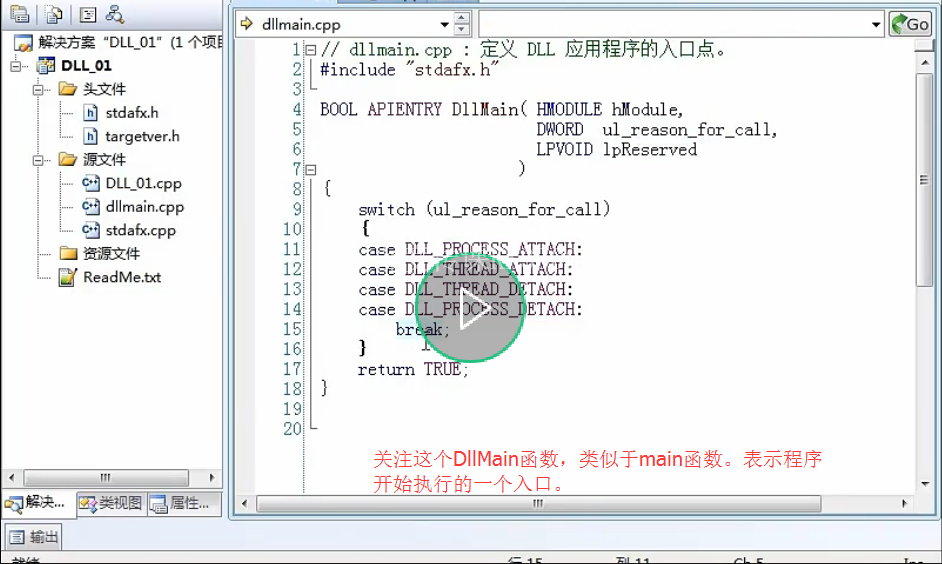 dllmain.cpp
Go
解决方案 “DLL_01” (1 个项目
DLL_01
头文件
stdafx.h
targetver.h
源文件
DLL_01.cpp
dllmain.cpp
stdafx.cpp
资源文件
ReadMe.txt
解决...
类视图
属性...
输出
1 // dllmain.cpp : 定义 DLL 应用程序的入口点。
2 #include "stdafx.h"
3
4 BOOL APIENTRY DllMain( HMODULE hModule,
5 DWORD  ul_reason_for_call,
6 LPVOID lpReserved
7 )
8 {
9 switch (ul_reason_for_call)
10 {
11 case DLL_PROCESS_ATTACH:
12 case DLL_THREAD_ATTACH:
13 case DLL_THREAD_DETACH:
14 case DLL_PROCESS_DETACH:
15 break;
16 }
17 return TRUE;
18 }
19
20
关注这个DllMain函数，类似于main函数。表示程序
开始执行的一个入口。
行 15
列 11
Ch 5